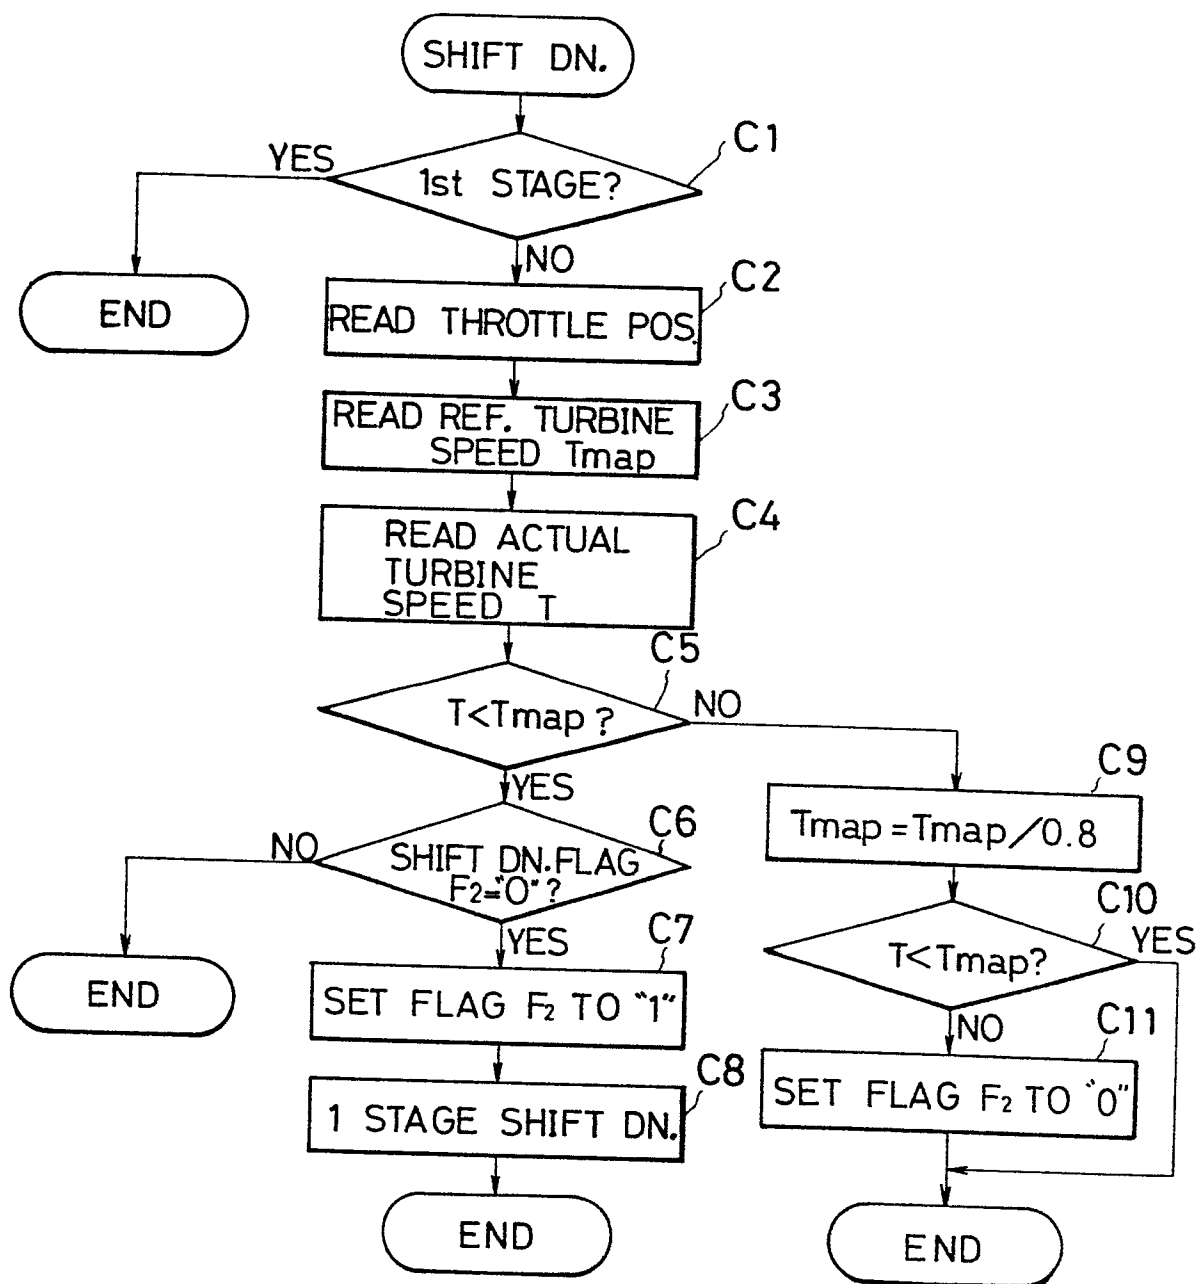 SHIFT DN.
C1
YES
1st STAGE?
NO
C2
END
READ THROTTLE POS.
C3
READ REF. TURBINE
SPEED Tmap
C4
READ ACTUAL
TURBINE
SPEED T
C5
T<Tmap?
NO
YES
C9
Tmap=Tmap/0.8
C6
NO
SHIFT DN.FLAG
F2="0"?
C10
YES
T<Tmap?
YES
C7
END
SET FLAG F2 TO "1"
NO
C11
SET FLAG F2 TO "0"
C8
1 STAGE SHIFT DN.
END
END